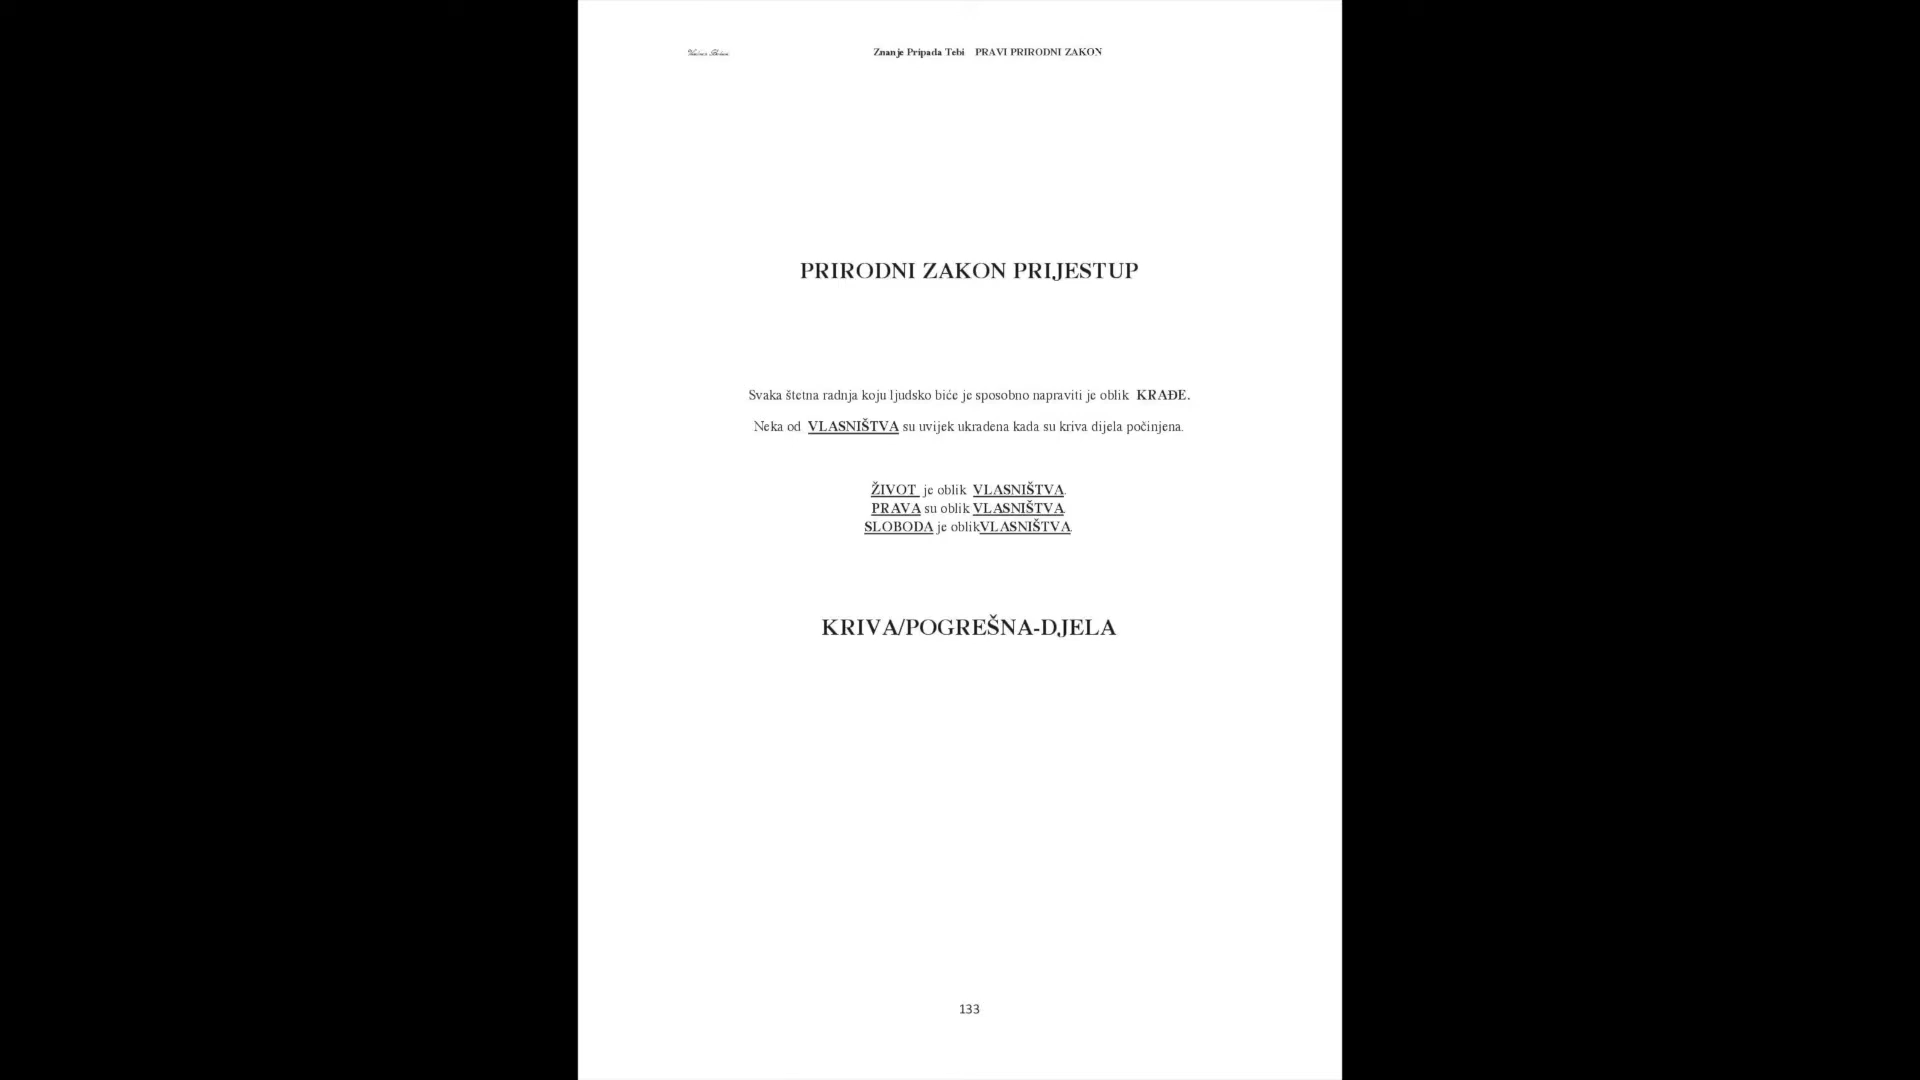 Znanje Pripada Tebi PRAVI PRIRODNI ZAKON
PRIRODNI ZAKON PRIJESTUP
Svaka štetna radnja koju ljudsko biće je sposobno napraviti je oblik KRAĐE.
Neka od VLASNIŠTVA su uvijek ukradena kada su kriva dijela počinjena.
ŽIVOT je oblik VLASNIŠTVA.
PRAVA su oblik VLASNIŠTVA.
SLOBODA je oblikVLASNIŠTVA.
KRIVA/POGREŠNA-DJELA
133